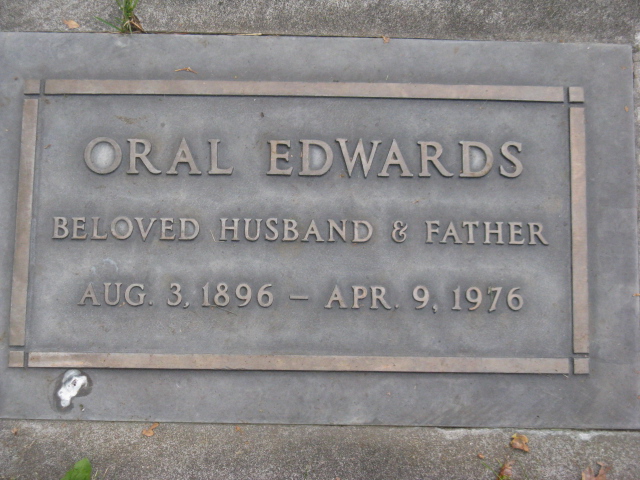 ORAL EDWARDS
BELOVED HUSBAND & FATHER
AUG. 3, 1896 – APR. 9, 1976